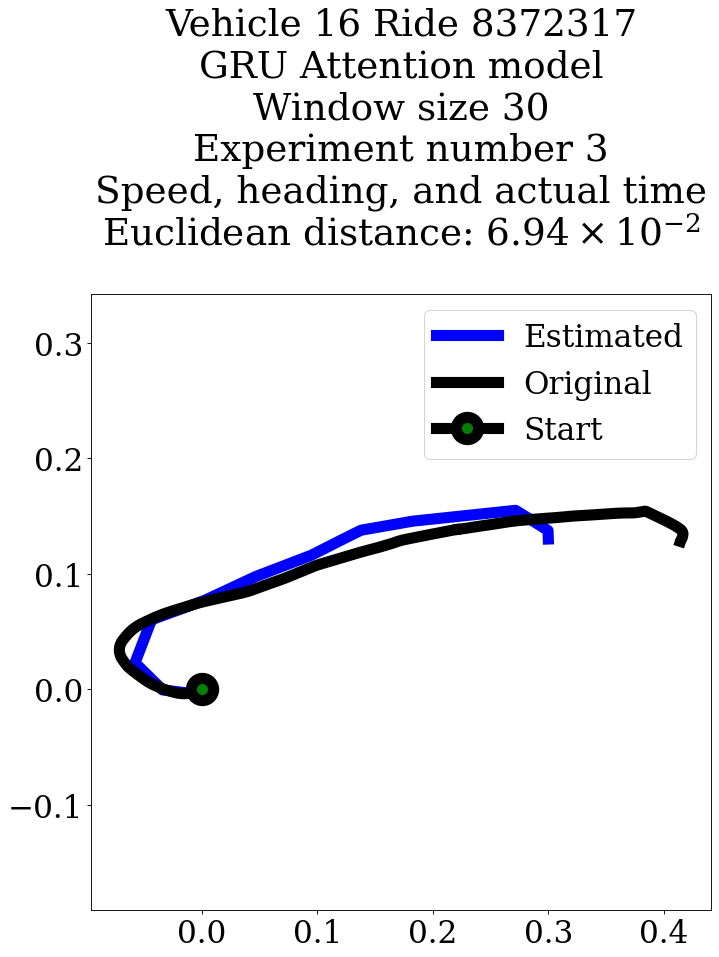 Vehicle 16 Ride 8372317
GRU Attention model
Window size 30
Experiment number 3
Speed, heading, and actual time
Euclidean distance: 6.94 × 10⁻²
Estimated
Original
Start
0.3
0.2
0.1
0.0
−0.1
0.0 0.1 0.2 0.3 0.4